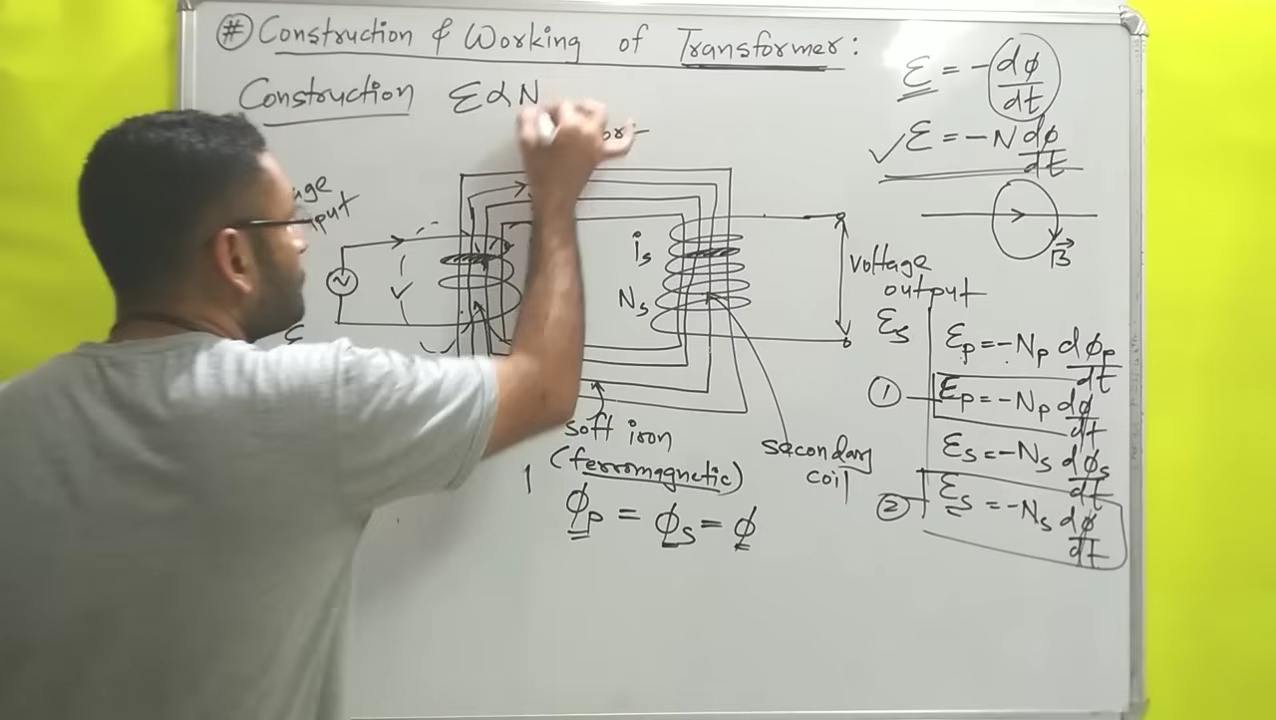 # Construction & Working of Transformer:
Construction ε α N
ε = - dφ/dt
✓ ε = -N dφ/dt
B⃗
iₛ
Nₛ
voltage
output
εₛ
soft iron
(ferromagnetic)
φₚ = φₛ = φ
secondary
coil
εₚ = -Nₚ dφₚ/dt
① εₚ = -Nₚ dφ/dt
εₛ = -Nₛ dφₛ/dt
② εₛ = -Nₛ dφ/dt